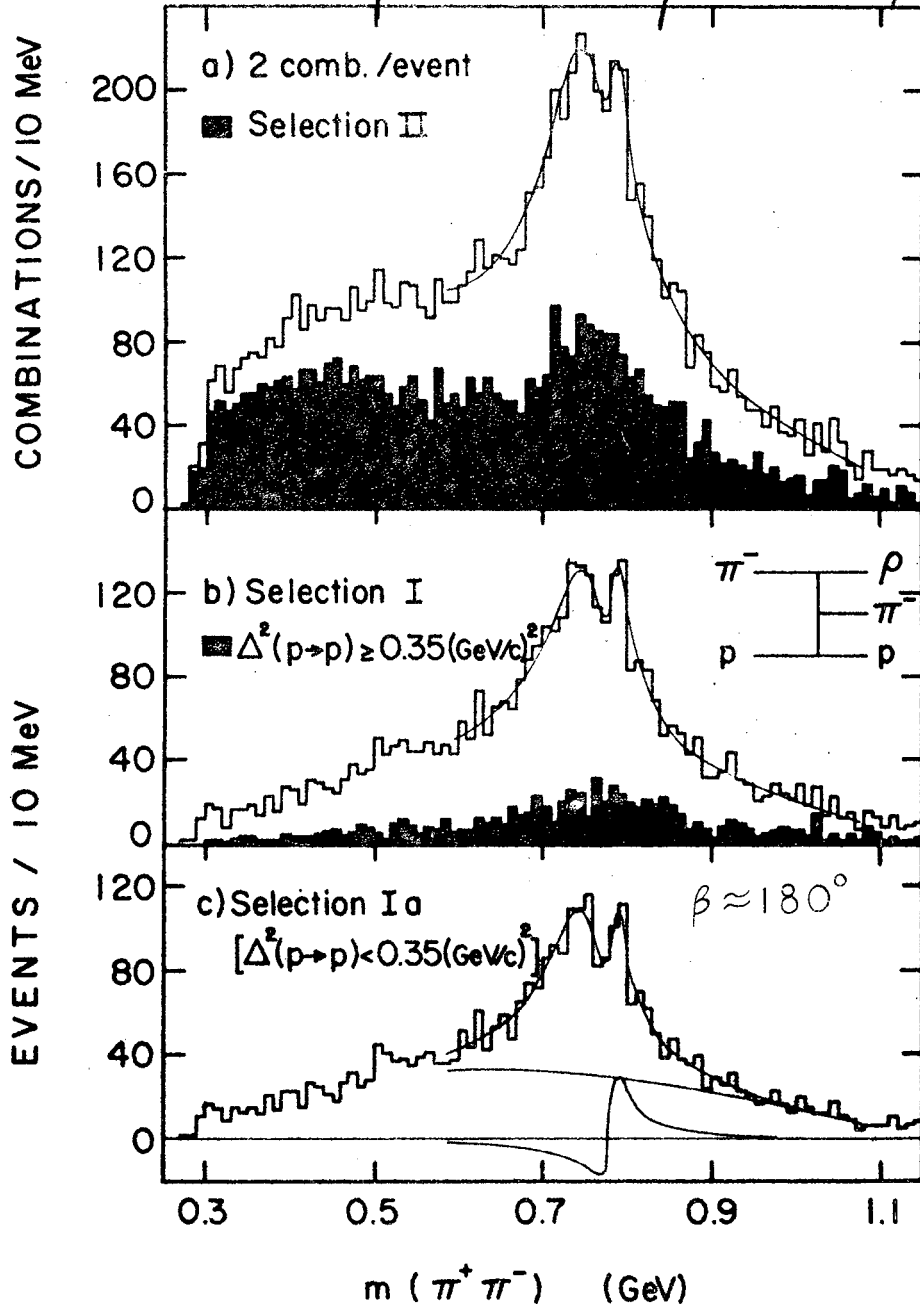 COMBINATIONS/10 MeV
a) 2 comb./event
Selection II
200
160
120
80
40
0
EVENTS / 10 MeV
b) Selection I
Δ²(p→p) ≥ 0.35(GeV/c)²
π⁻ ρ
π⁻
p p
120
80
40
0
c) Selection Ia
[Δ²(p→p)<0.35(GeV/c)²]
β≈180°
120
80
40
0
0.3 0.5 0.7 0.9 1.1
m (π⁺ π⁻) (GeV)